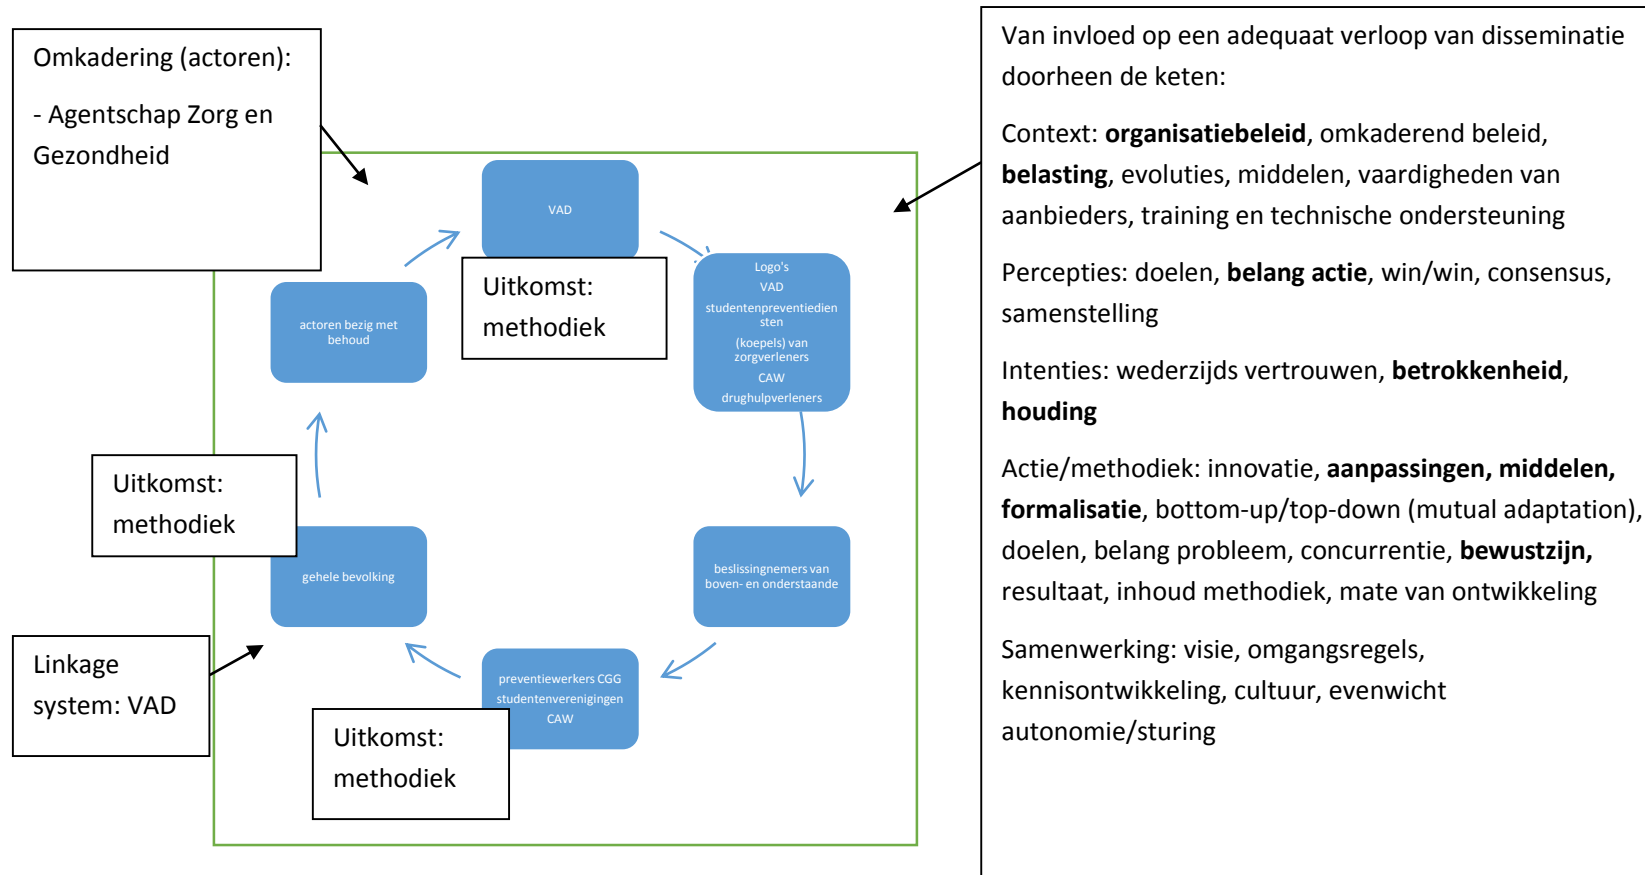 Omkadering (actoren):
- Agentschap Zorg en
Gezondheid
VAD
Uitkomst:
methodiek
Logo's
VAD
studentenpreventiedien
sten
(koepels) van
zorgverleners
CAW
drughulpverleners
actoren bezig met
behoud
Uitkomst:
methodiek
gehele bevolking
beslissingnemers van
boven- en onderstaande
Linkage
system: VAD
preventiewerkers CGG
studentenverenigingen
CAW
Uitkomst:
methodiek
Van invloed op een adequaat verloop van disseminatie
doorheen de keten:
Context: organisatiebeleid, omkaderend beleid,
belasting, evoluties, middelen, vaardigheden van
aanbieders, training en technische ondersteuning
Percepties: doelen, belang actie, win/win, consensus,
samenstelling
Intenties: wederzijds vertrouwen, betrokkenheid,
houding
Actie/methodiek: innovatie, aanpassingen, middelen,
formalisatie, bottom-up/top-down (mutual adaptation),
doelen, belang probleem, concurrentie, bewustzijn,
resultaat, inhoud methodiek, mate van ontwikkeling
Samenwerking: visie, omgangsregels,
kennisontwikkeling, cultuur, evenwicht
autonomie/sturing